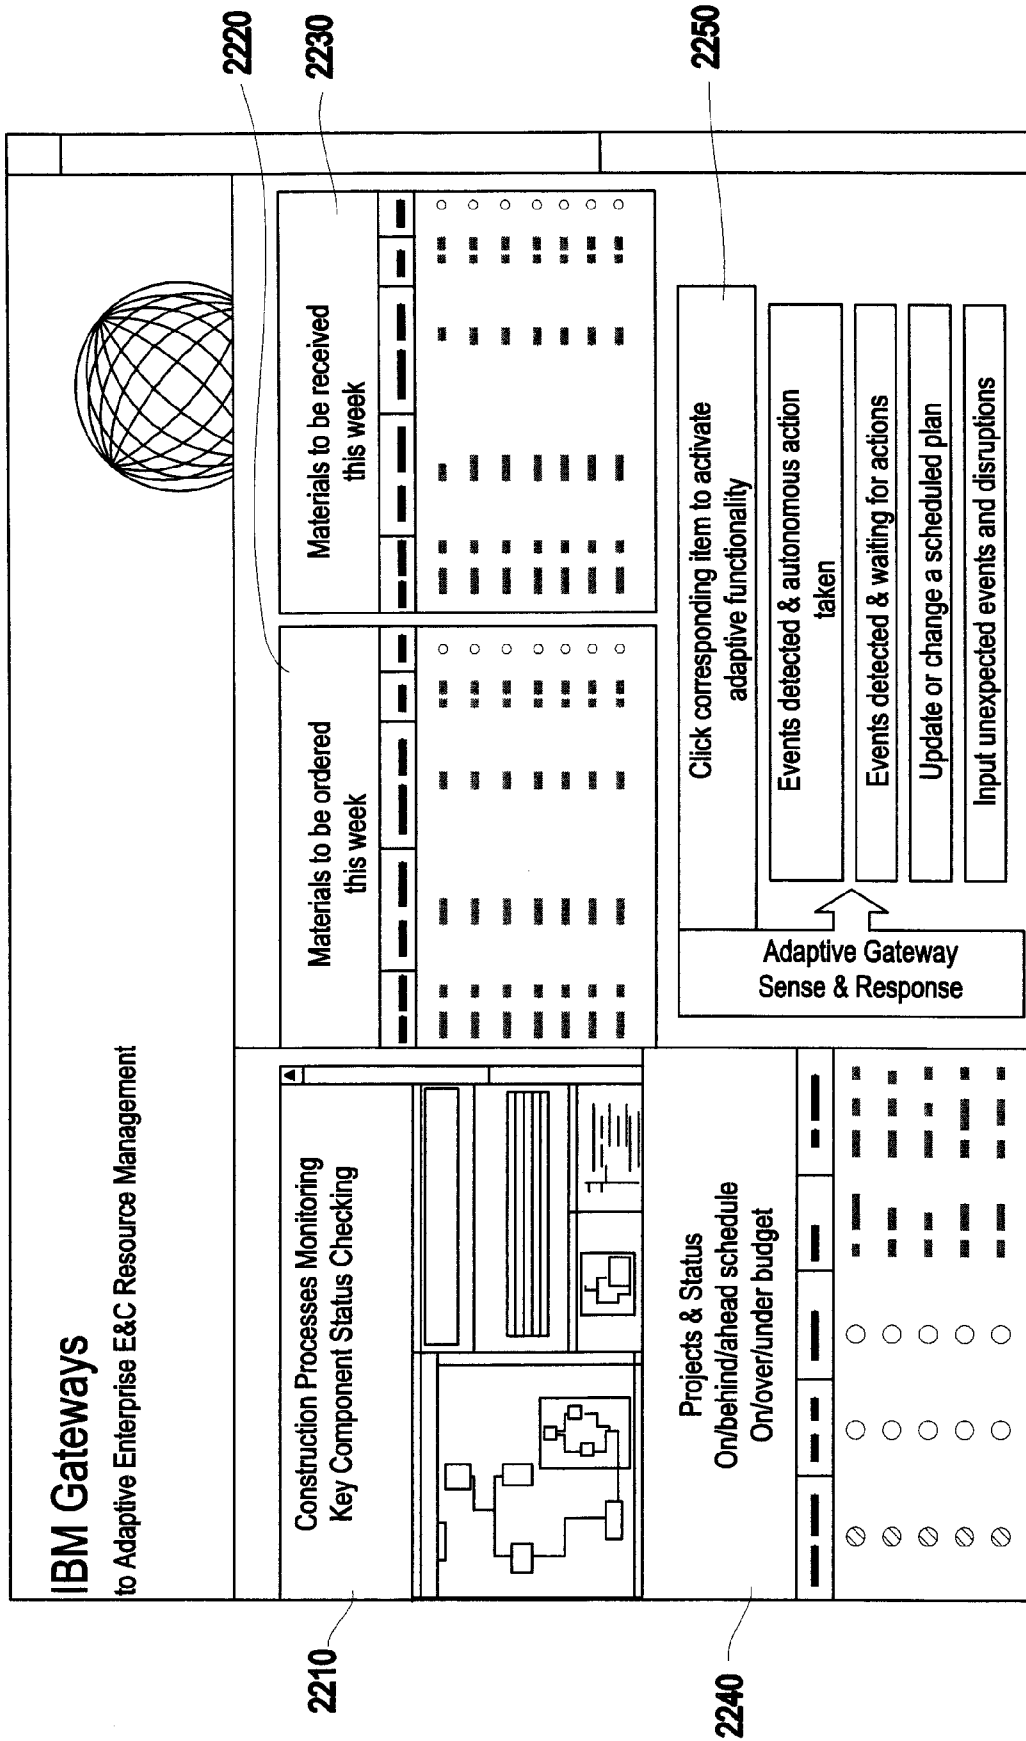 IBM Gateways
to Adaptive Enterprise E&C Resource Management
2210
Construction Processes Monitoring
Key Component Status Checking
2220
Materials to be ordered
this week
2230
Materials to be received
this week
2240
Projects & Status
On/behind/ahead schedule
On/over/under budget
2250
Click corresponding item to activate
adaptive functionality
Adaptive Gateway
Sense & Response
Events detected & autonomous action
taken
Events detected & waiting for actions
Update or change a scheduled plan
Input unexpected events and disruptions